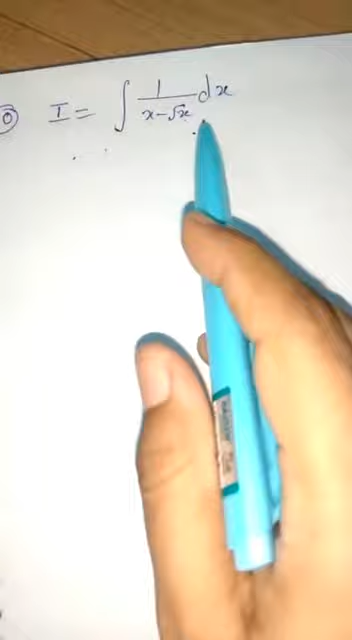 I = ∫ 1/(x-√x) dx